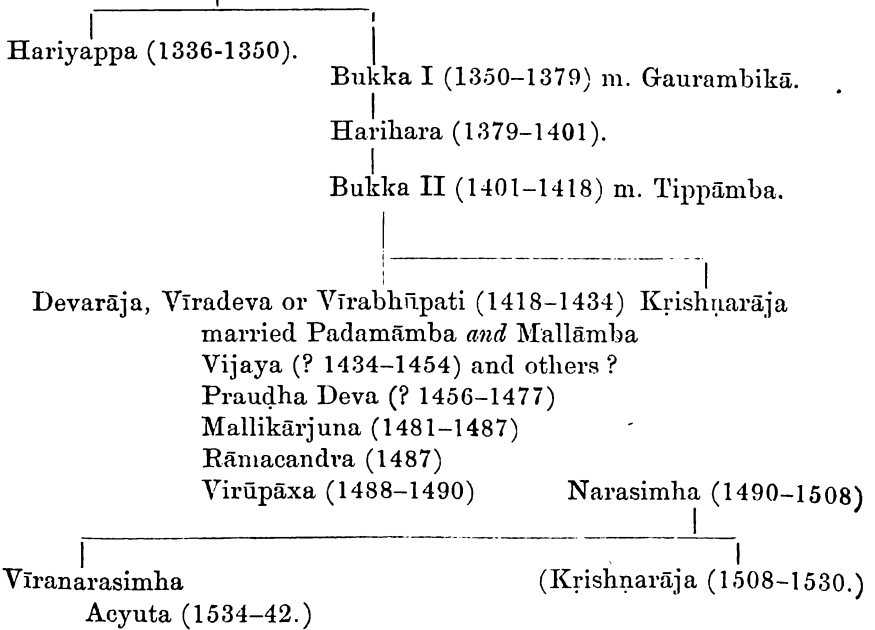 Hariyappa (1336-1350).
Bukka I (1350–1379) m. Gaurambikā.
Harihara (1379–1401).
Bukka II (1401–1418) m. Tippāmba.
Devarāja, Vīradeva or Vīrabhūpati (1418–1434) Kṛishṇarāja
married Padamāmba and Mallāmba
Vijaya (? 1434–1454) and others ?
Prauḍha Deva (? 1456–1477)
Mallikārjuna (1481–1487)
Rāmacandra (1487)
Virūpāxa (1488–1490) Narasimha (1490–1508)
Vīranarasimha (Kṛishṇarāja (1508–1530.)
Acyuta (1534–42.)